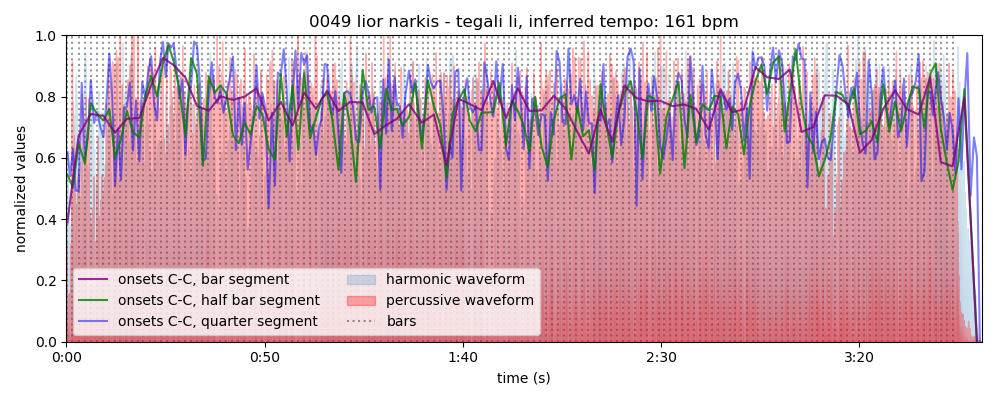 0049 lior narkis - tegali li, inferred tempo: 161 bpm
1.0
0.8
0.6
0.4
0.2
0.0
normalized values
onsets C-C, bar segment
onsets C-C, half bar segment
onsets C-C, quarter segment
harmonic waveform
percussive waveform
bars
0:00 0:50 1:40 2:30 3:20
time (s)